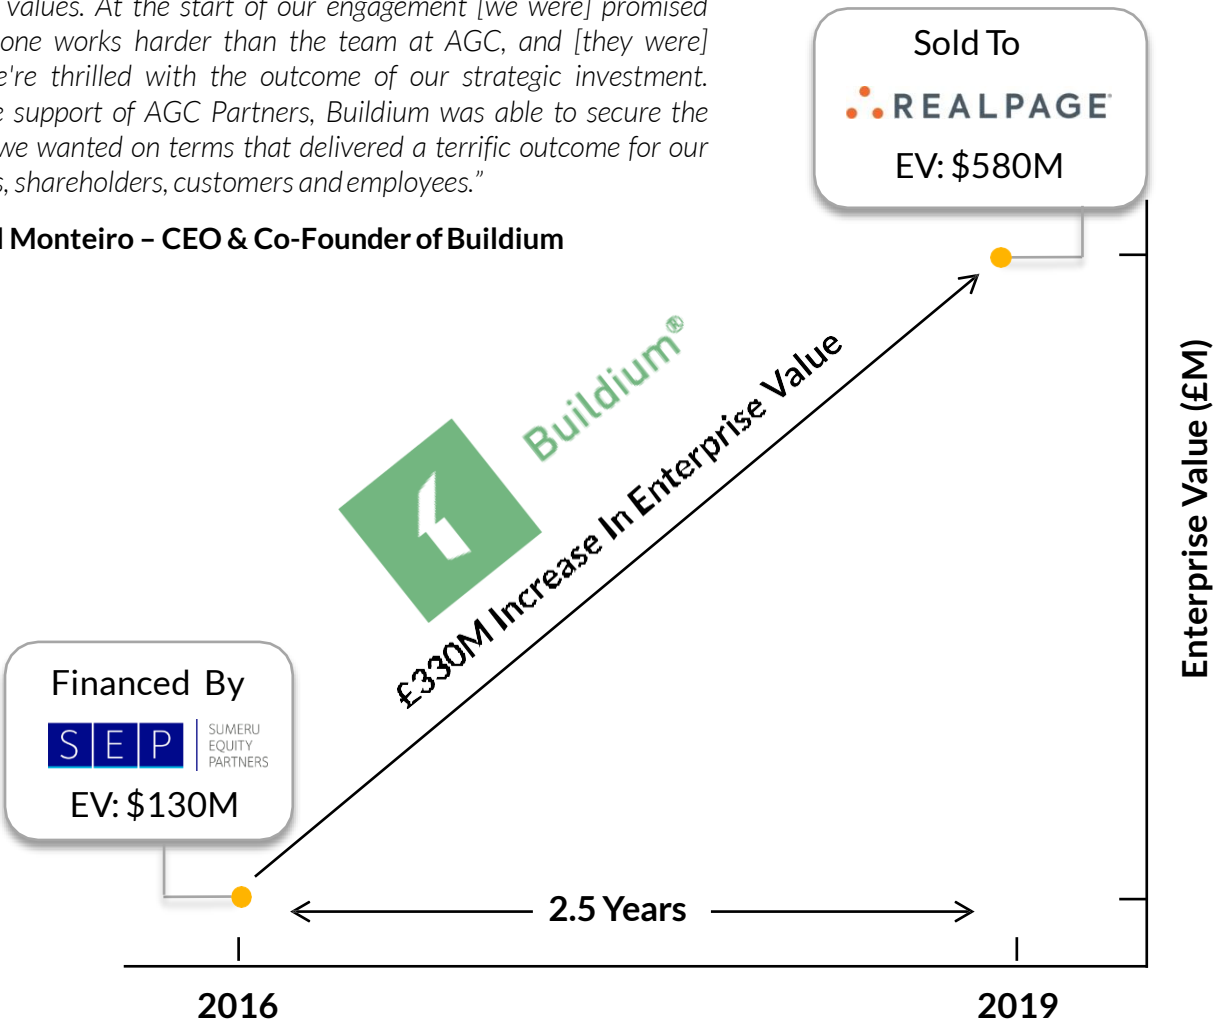 values. At the start of our engagement [we were] promised
one works harder than the team at AGC, and [they were]
e're thrilled with the outcome of our strategic investment.
e support of AGC Partners, Buildium was able to secure the
we wanted on terms that delivered a terrific outcome for our
s, shareholders, customers and employees.”
l Monteiro – CEO & Co-Founder of Buildium
Sold To
REALPAGE
EV: $580M
Buildium®
£330M Increase In Enterprise Value
Enterprise Value (£M)
Financed By
SEP
SUMERU
EQUITY
PARTNERS
EV: $130M
2.5 Years
2016
2019